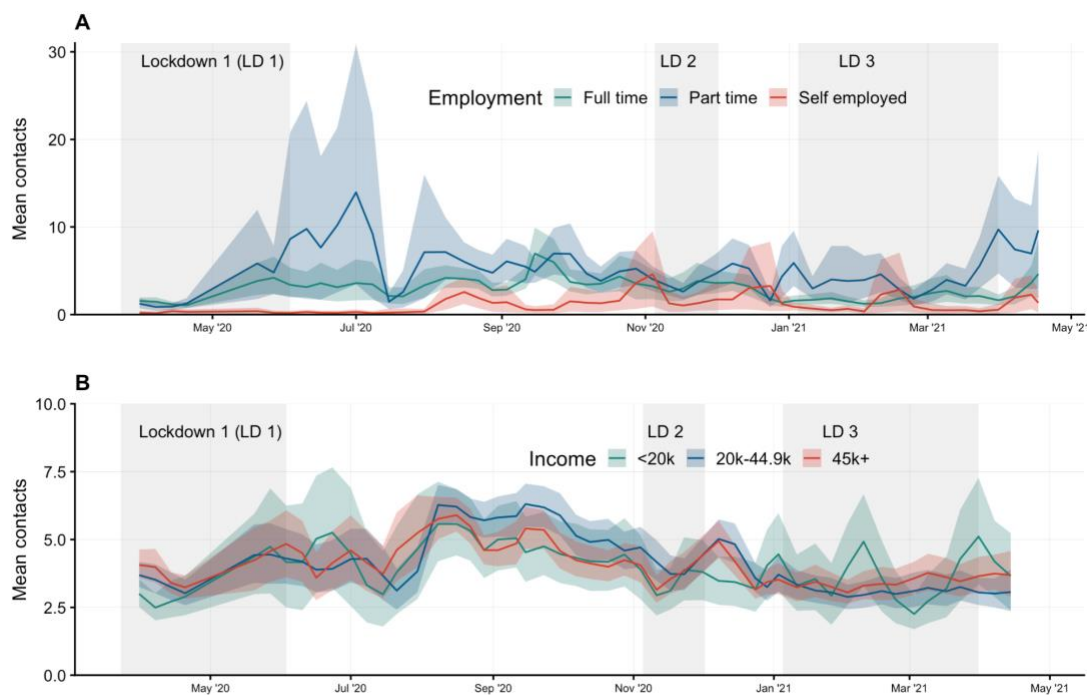 A
Mean contacts
30
20
10
0
Lockdown 1 (LD 1)
LD 2
LD 3
Employment Full time Part time Self employed
May '20 Jul '20 Sep '20 Nov '20 Jan '21 Mar '21 May '21
B
Mean contacts
10.0
7.5
5.0
2.5
0.0
Lockdown 1 (LD 1)
LD 2
LD 3
Income <20k 20k-44.9k 45k+
May '20 Jul '20 Sep '20 Nov '20 Jan '21 Mar '21 May '21